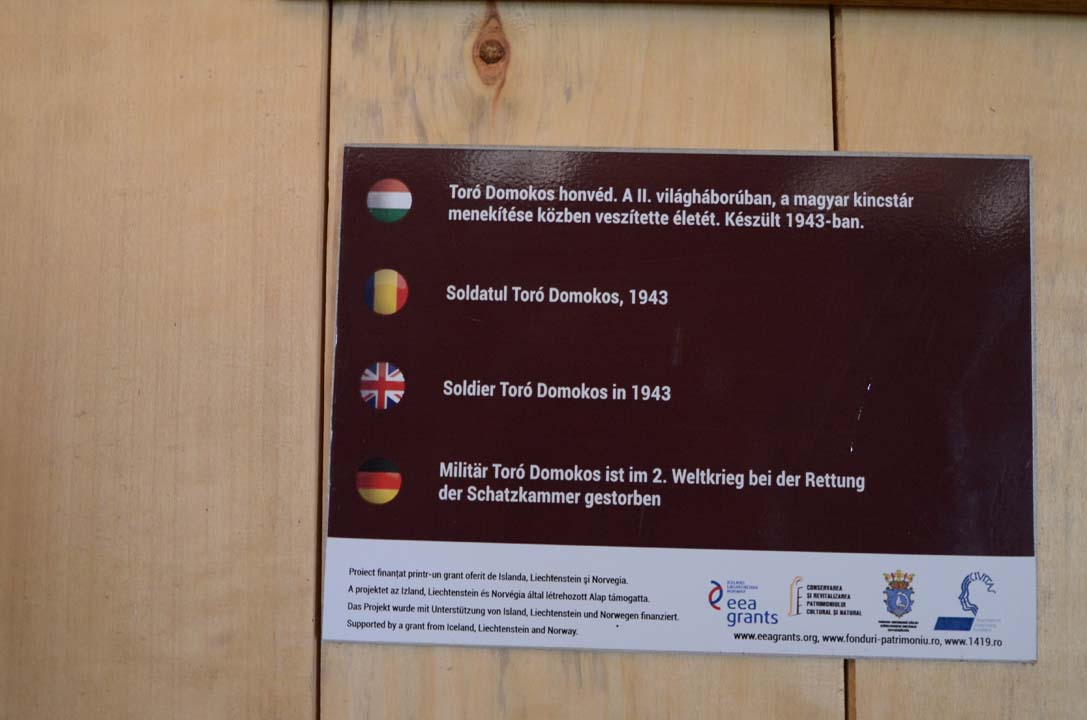 Toró Domokos honvéd. A II. világháborúban, a magyar kincstár
menekítése közben veszítette életét. Készült 1943-ban.
Soldatul Toró Domokos, 1943
Soldier Toró Domokos in 1943
Militär Toró Domokos ist im 2. Weltkrieg bei der Rettung
der Schatzkammer gestorben
Proiect finanțat printr-un grant oferit de Islanda, Liechtenstein și Norvegia.
A projektet az Izland, Liechtenstein és Norvégia által létrehozott Alap támogatta.
Das Projekt wurde mit Unterstützung von Island, Liechtenstein und Norwegen finanziert.
Supported by a grant from Iceland, Liechtenstein and Norway.
eea
grants
CONSERVAREA
ȘI REVITALIZAREA
PATRIMONIULUI
CULTURAL ȘI NATURAL
CIVITAL
www.eeagrants.org, www.fonduri-patrimoniu.ro, www.1419.ro